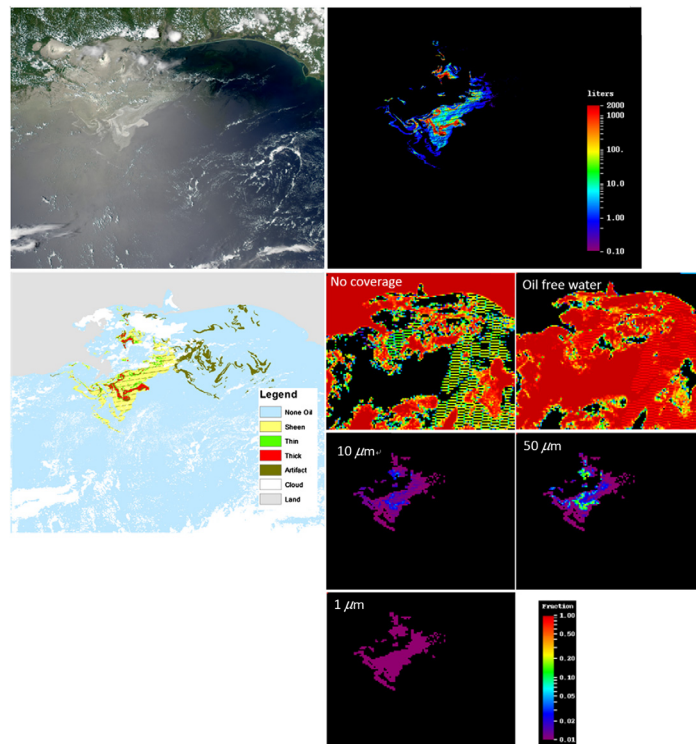 liters
2000
1000
100.
10.0
1.00
0.10
No coverage
Oil free water
Legend
None Oil
Sheen
Thin
Thick
Artifact
Cloud
Land
10 μm
50 μm
1 μm
Fraction
1.00
0.50
0.20
0.10
0.05
0.02
0.01